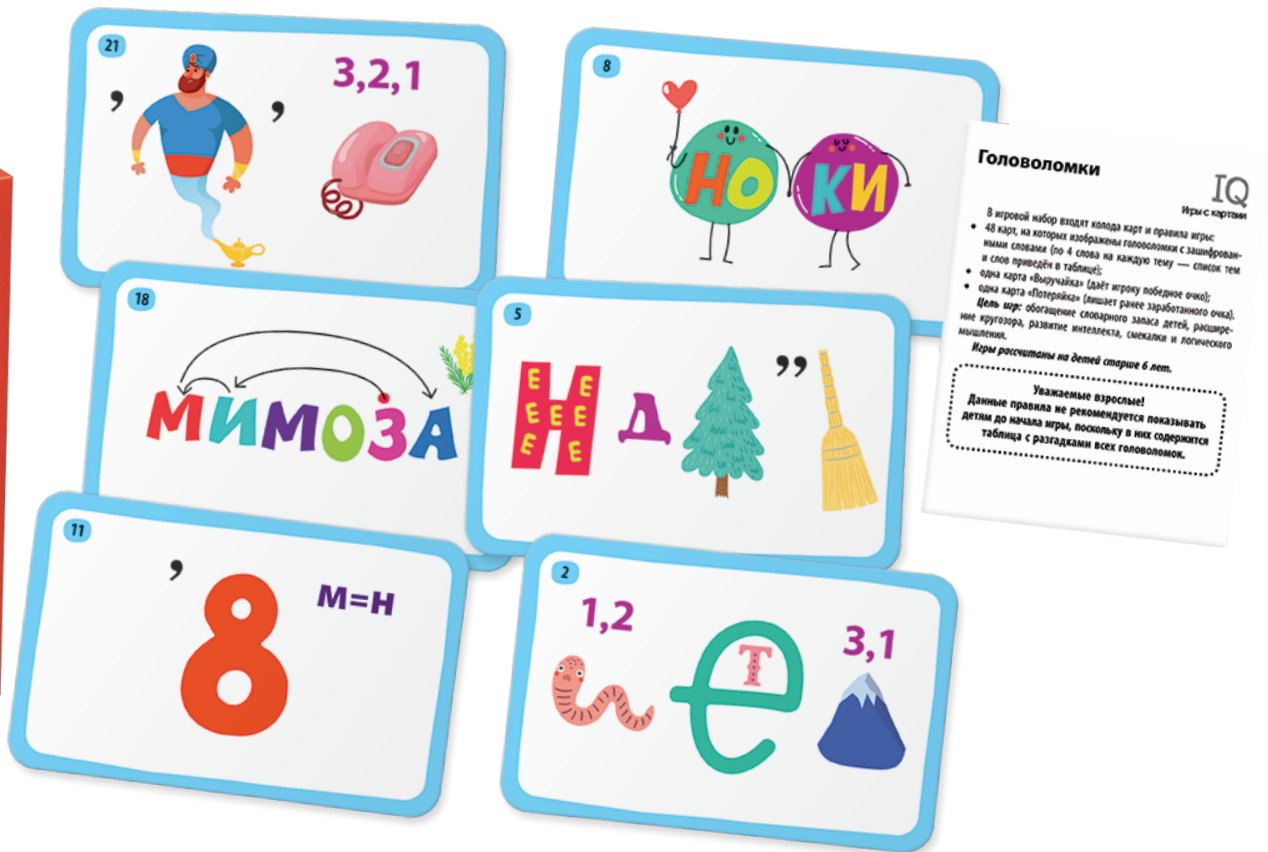 21
3,2,1
8
НО КИ
18
МИМОЗА
5
Н Е Е Е Е Е Е Е Д
11
М=Н
8
2
1,2
е т
3,1
Головоломки
IQ
Игры с картами
В игровой набор входят колода карт и правила игры:
• 48 карт, на которых изображены головоломки с зашифрован-
ными словами (по 4 слова на каждую тему — список тем
и слов приведён в таблице);
• одна карта «Выручайка» (даёт игроку победное очко);
• одна карта «Потеряйка» (лишает ранее заработанного очка).
Цель игр: обогащение словарного запаса детей, расшире-
ние кругозора, развитие интеллекта, смекалки и логического
мышления.
Игры рассчитаны на детей старше 6 лет.
Уважаемые взрослые!
Данные правила не рекомендуется показывать
детям до начала игры, поскольку в них содержится
таблица с разгадками всех головоломок.